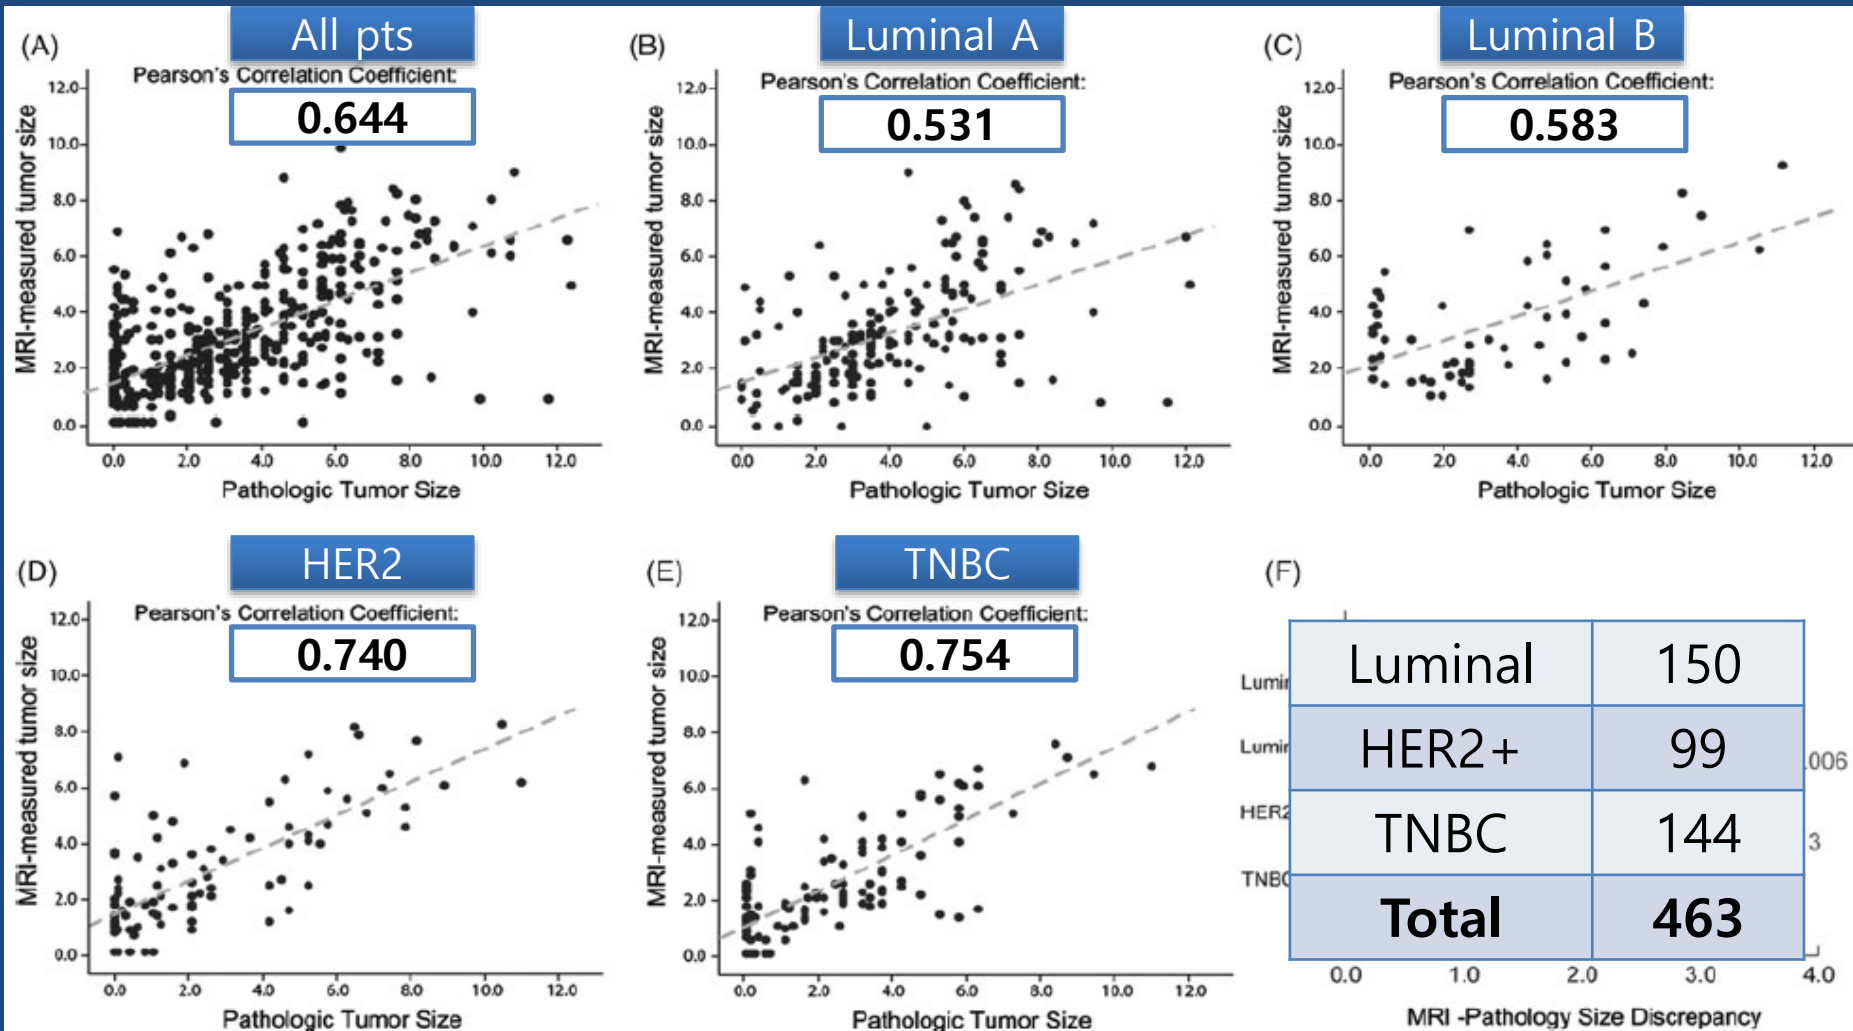 (A)
All pts
Pearson's Correlation Coefficient:
0.644
MRI-measured tumor size
12.0
10.0
8.0
6.0
4.0
2.0
0.0
0.0 2.0 4.0 6.0 8.0 10.0 12.0
Pathologic Tumor Size
(B)
Luminal A
Pearson's Correlation Coefficient:
0.531
MRI-measured tumor size
12.0
10.0
8.0
6.0
4.0
2.0
0.0
0.0 2.0 4.0 6.0 8.0 10.0 12.0
Pathologic Tumor Size
(C)
Luminal B
Pearson's Correlation Coefficient:
0.583
MRI-measured tumor size
12.0
10.0
8.0
6.0
4.0
2.0
0.0
0.0 2.0 4.0 6.0 8.0 10.0 12.0
Pathologic Tumor Size
(D)
HER2
Pearson's Correlation Coefficient:
0.740
MRI-measured tumor size
12.0
10.0
8.0
6.0
4.0
2.0
0.0
0.0 2.0 4.0 6.0 8.0 10.0 12.0
Pathologic Tumor Size
(E)
TNBC
Pearson's Correlation Coefficient:
0.754
MRI-measured tumor size
12.0
10.0
8.0
6.0
4.0
2.0
0.0
0.0 2.0 4.0 6.0 8.0 10.0 12.0
Pathologic Tumor Size
(F)
Luminal 150
HER2+ 99
.006
HER2
TNBC 144
3
Total 463
0.0 1.0 2.0 3.0 4.0
MRI -Pathology Size Discrepancy